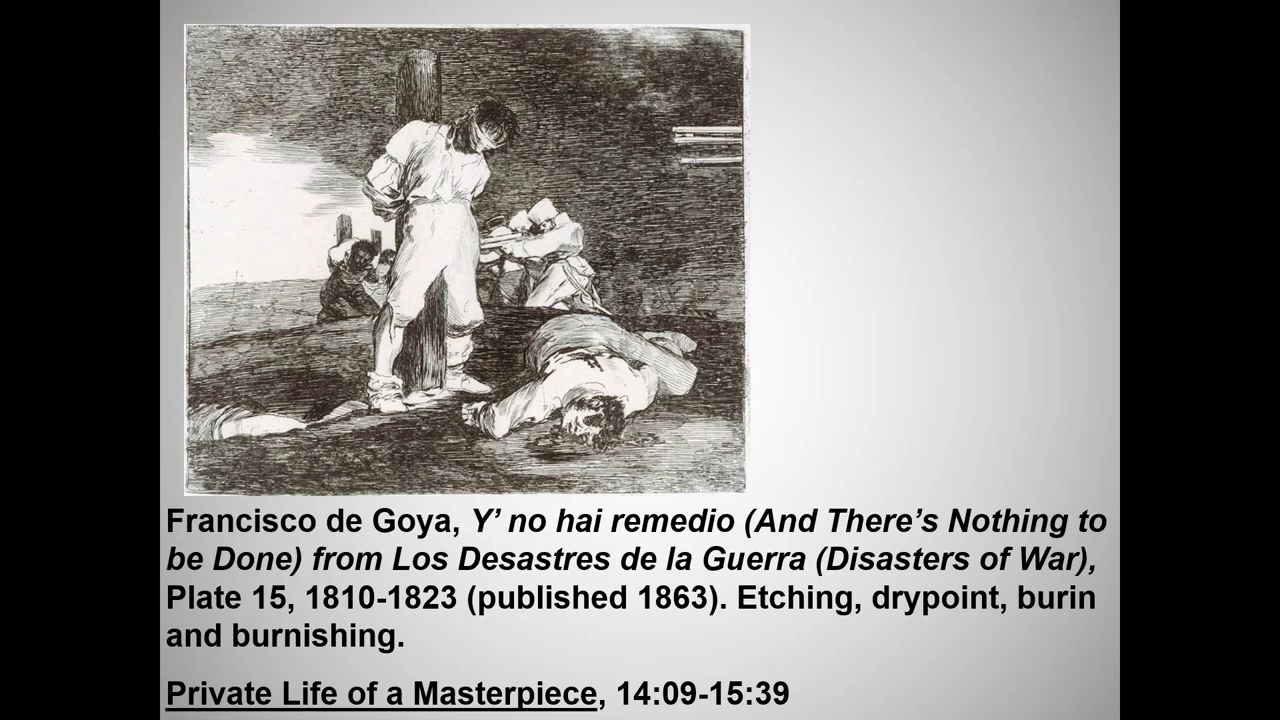 Francisco de Goya, Y’ no hai remedio (And There’s Nothing to
be Done) from Los Desastres de la Guerra (Disasters of War),
Plate 15, 1810-1823 (published 1863). Etching, drypoint, burin
and burnishing.
Private Life of a Masterpiece, 14:09-15:39